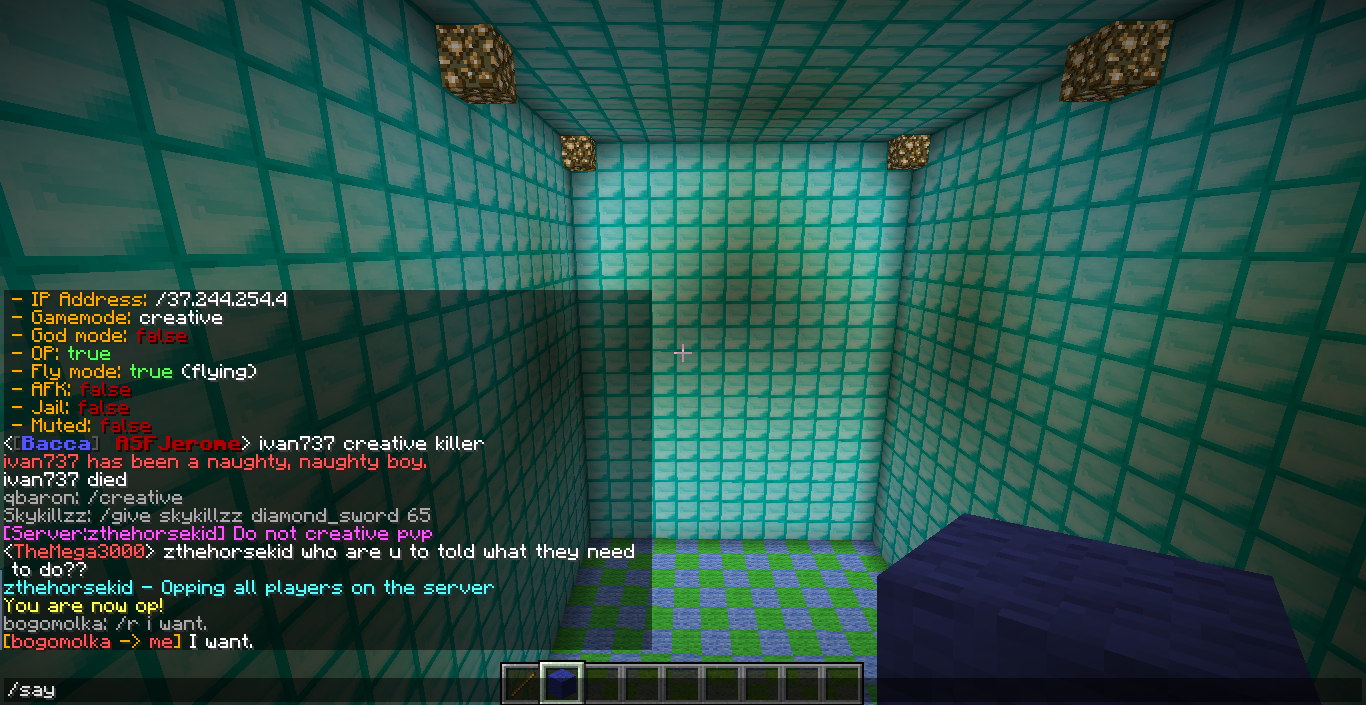 - IP Address: /37.244.254.4
- Gamemode: creative
- God mode: false
- OP: true
- Fly mode: true (flying)
- AFK: false
- Jail: false
- Muted: false
<[Bacca] A5FJerome> ivan737 creative killer
ivan737 has been a naughty, naughty boy.
ivan737 died
qbaron: /creative
Skykillzz: /give skykillzz diamond_sword 65
[Server:zthehorsekid] Do not creative pvp
<TheMega3000> zthehorsekid who are u to told what they need
to do??
zthehorsekid - Opping all players on the server
You are now op!
bogomolka: /r i want.
[bogomolka -> me] I want.
/say